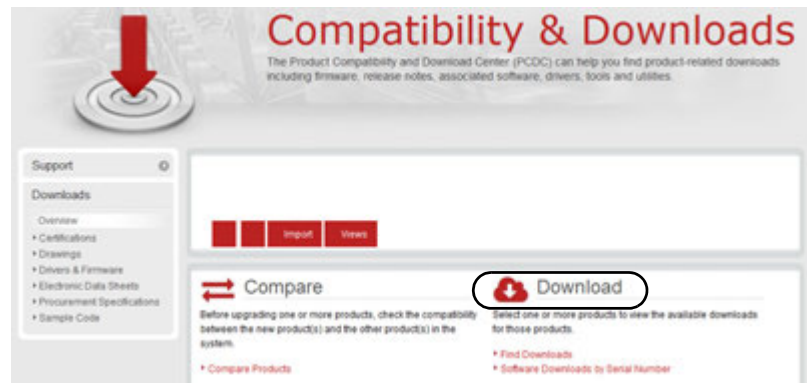 Compatibility & Downloads
The Product Compatibility and Download Center (PCDC) can help you find product-related downloads
including firmware, release notes, associated software, drivers, tools and utilities.
Support
Downloads
Overview
Certifications
Drawings
Drivers & Firmware
Electronic Data Sheets
Procurement Specifications
Sample Code
Import Views
Compare
Before upgrading one or more products, check the compatibility
between the new product(s) and the other product(s) in the
system.
Compare Products
Download
Select one or more products to view the available downloads
for those products.
Find Downloads
Software Downloads by Serial Number